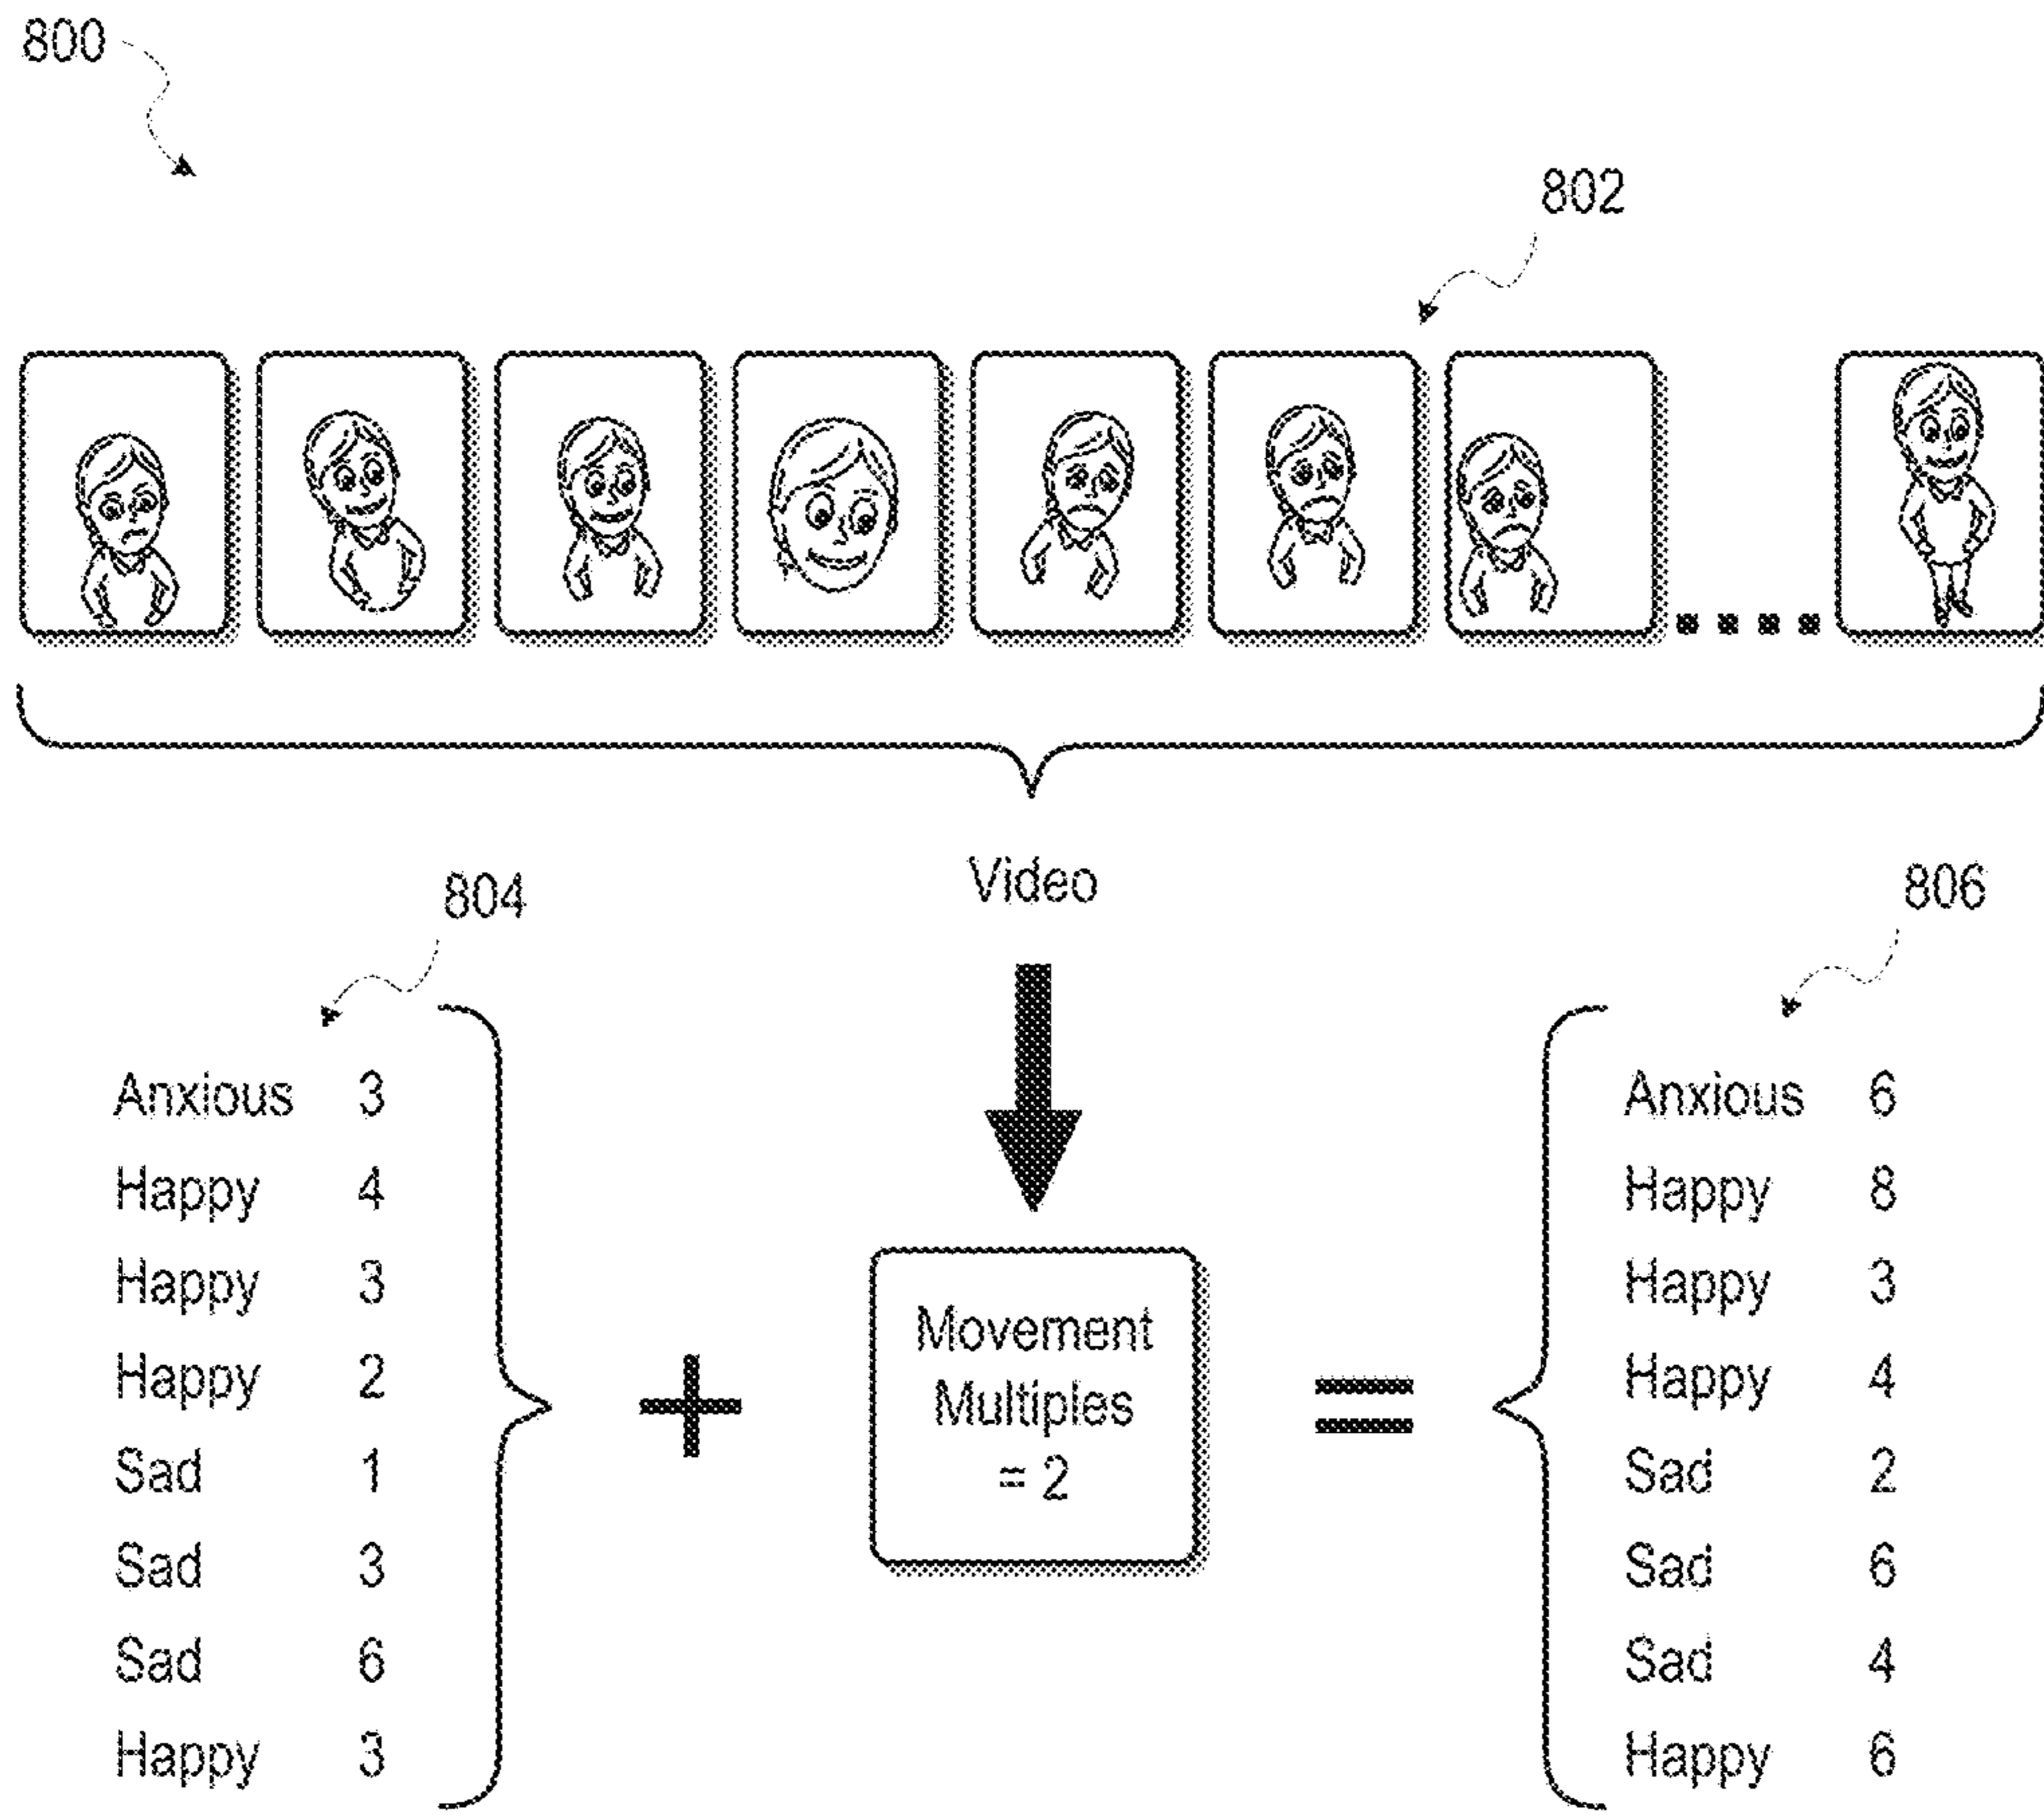 800
802
Video
804
806
Anxious 3
Happy 4
Happy 3
Happy 2
Sad 1
Sad 3
Sad 6
Happy 3
Movement
Multiples
= 2
Anxious 6
Happy 8
Happy 3
Happy 4
Sad 2
Sad 6
Sad 4
Happy 6